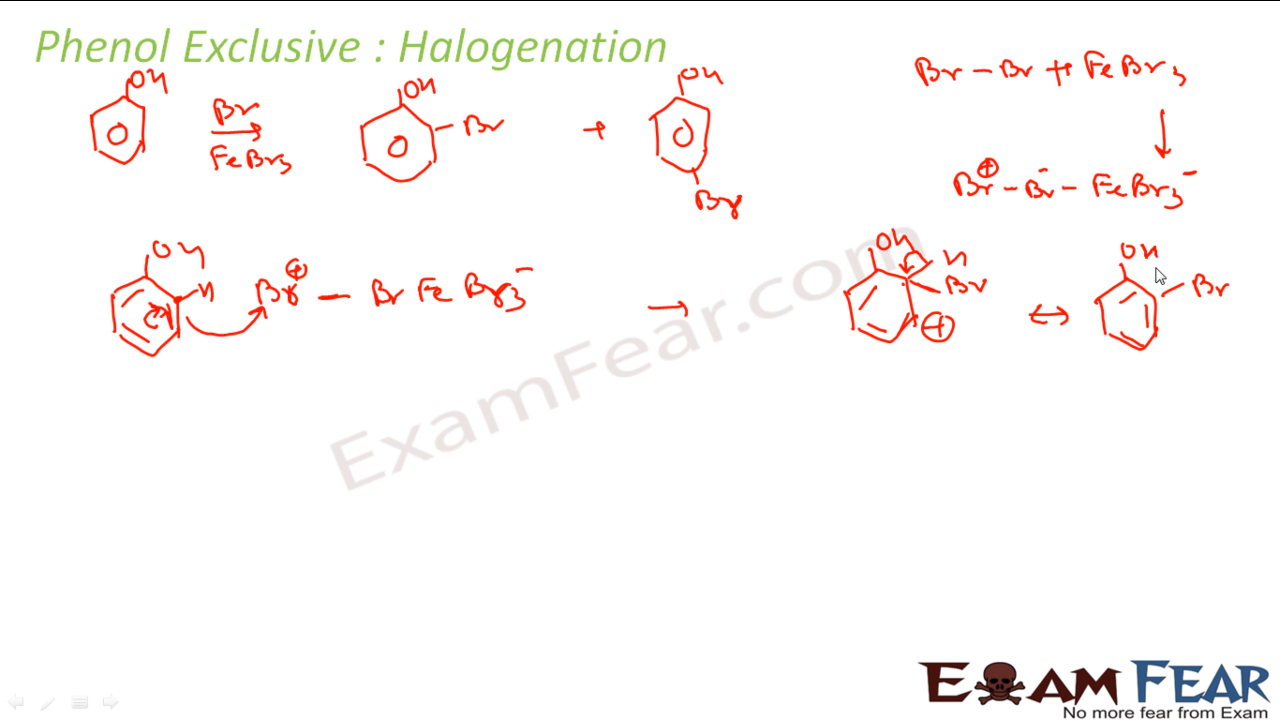 Phenol Exclusive : Halogenation
OH
Br
FeBr3
OH
Br
+
OH
Br
Br - Br + FeBr3
Br⊕ - Br⁻ - FeBr3⁻
OH
H
Br⊕ — Br FeBr3⁻
→
OH
H
Br
⊕
↔
OH
Br
ExamFear.com
EXAM FEAR
No more fear from Exam